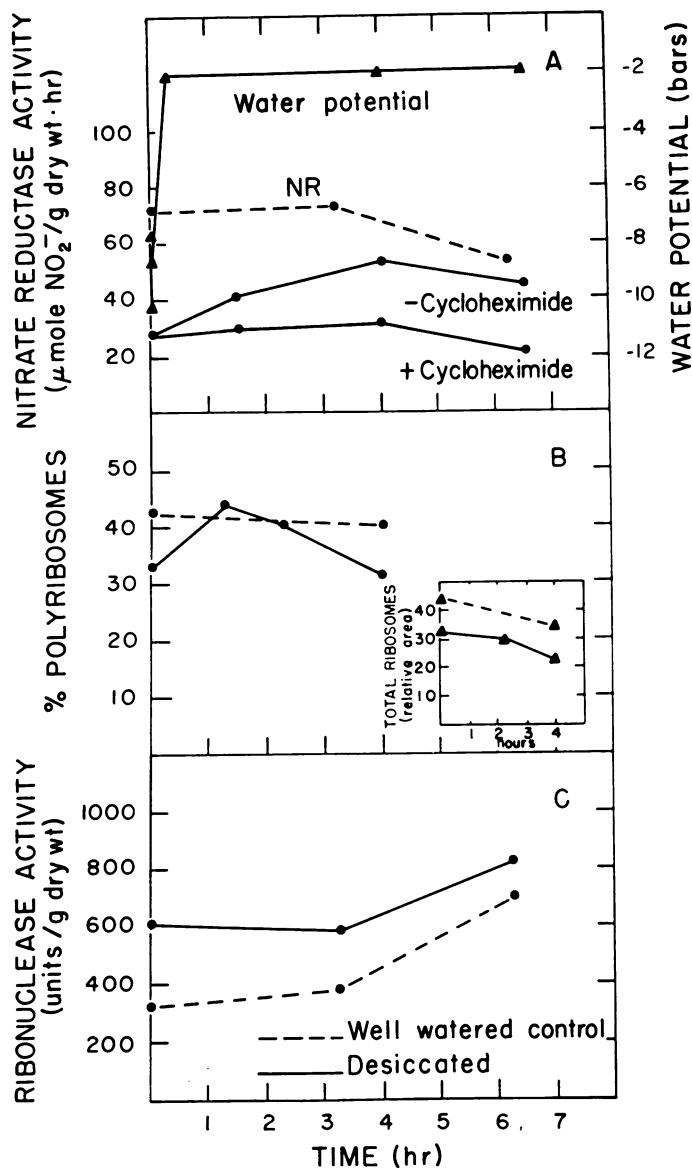 NITRATE REDUCTASE ACTIVITY
(μmole NO₂⁻/g dry wt·hr)
100
80
60
40
20
A
Water potential
NR
-Cycloheximide
+Cycloheximide
-2
-4
-6
-8
-10
-12
WATER POTENTIAL (bars)
% POLYRIBOSOMES
50
40
30
20
10
B
TOTAL RIBOSOMES
(relative area)
40
30
20
10
1 2 3 4
hours
RIBONUCLEASE ACTIVITY
(units/g dry wt)
1000
800
600
400
200
C
Well watered control
Desiccated
1 2 3 4 5 6 7
TIME (hr)